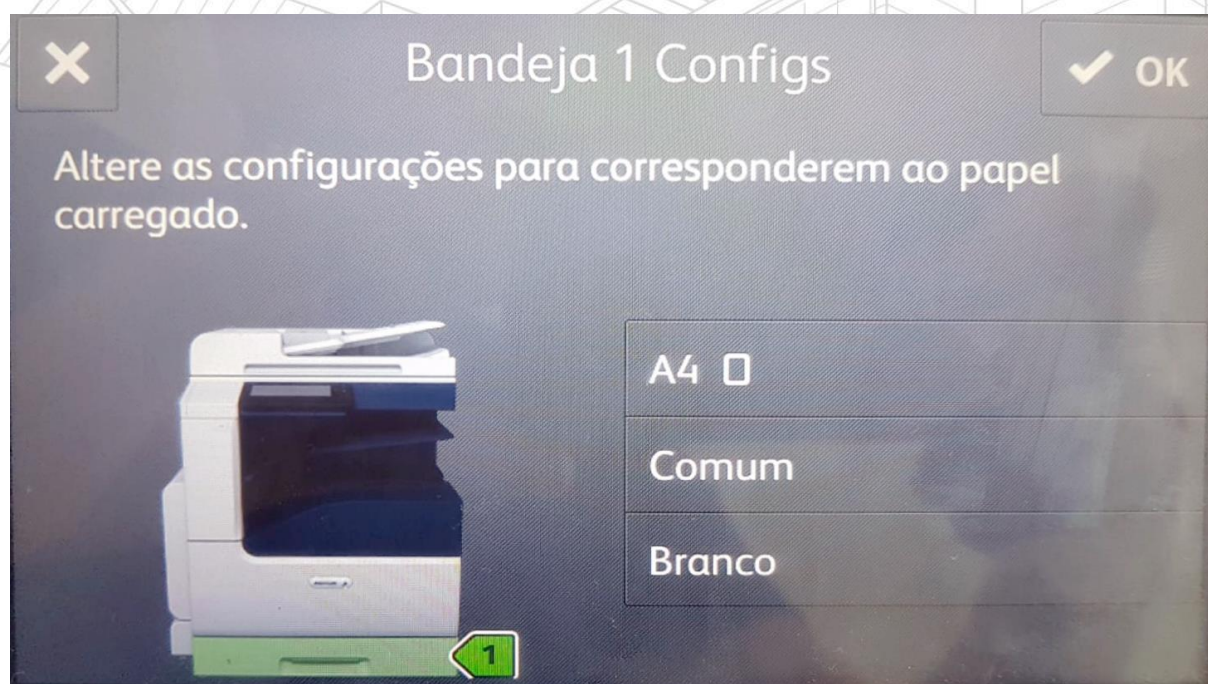 Bandeja 1 Configs
OK
Altere as configurações para corresponderem ao papel
carregado.
A4
Comum
Branco
1